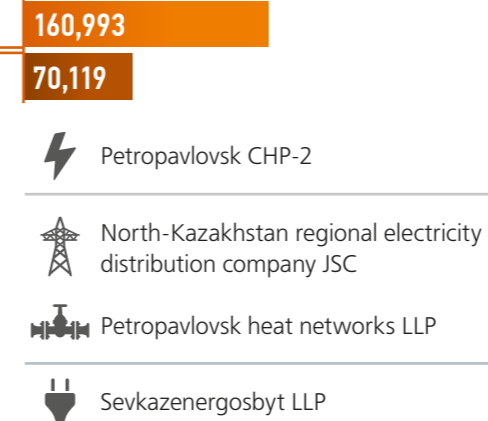 160,993
70,119
Petropavlovsk CHP-2
North-Kazakhstan regional electricity
distribution company JSC
Petropavlovsk heat networks LLP
Sevkazenergosbyt LLP